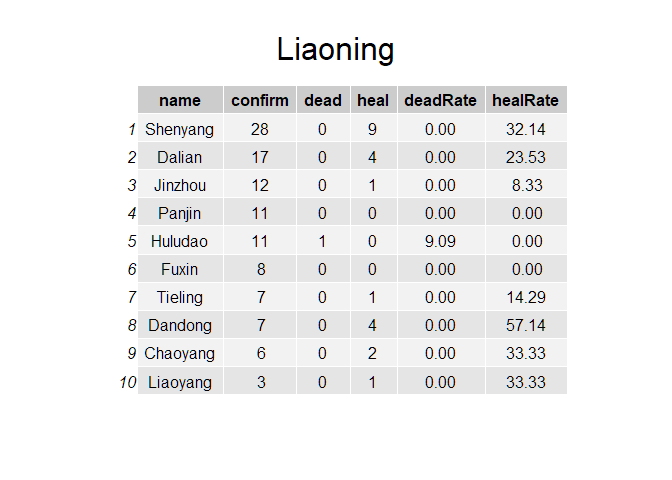 Liaoning
name confirm dead heal deadRate healRate
1 Shenyang 28 0 9 0.00 32.14
2 Dalian 17 0 4 0.00 23.53
3 Jinzhou 12 0 1 0.00 8.33
4 Panjin 11 0 0 0.00 0.00
5 Huludao 11 1 0 9.09 0.00
6 Fuxin 8 0 0 0.00 0.00
7 Tieling 7 0 1 0.00 14.29
8 Dandong 7 0 4 0.00 57.14
9 Chaoyang 6 0 2 0.00 33.33
10 Liaoyang 3 0 1 0.00 33.33